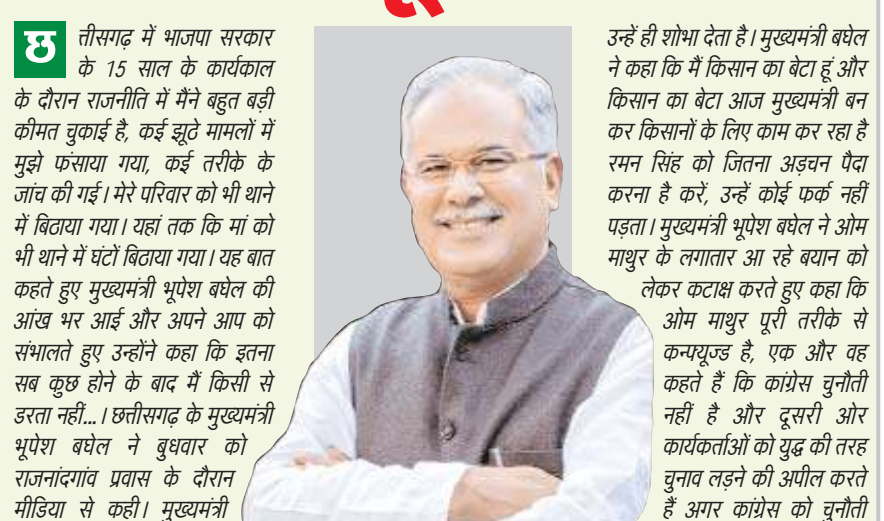 छत्तीसगढ़ में भाजपा सरकार
के 15 साल के कार्यकाल
के दौरान राजनीति में मैंने बहुत बड़ी
कीमत चुकाई है, कई झूठे मामलों में
मुझे फंसाया गया, कई तरीके के
जांच की गई। मेरे परिवार को भी थाने
में बिठाया गया। यहां तक कि मां को
भी थाने में घंटों बिठाया गया। यह बात
कहते हुए मुख्यमंत्री भूपेश बघेल की
आंख भर आई और अपने आप को
संभालते हुए उन्होंने कहा कि इतना
सब कुछ होने के बाद मैं किसी से
डरता नहीं...। छत्तीसगढ़ के मुख्यमंत्री
भूपेश बघेल ने बुधवार को
राजनांदगांव प्रवास के दौरान
मीडिया से कही। मुख्यमंत्री
उन्हें ही शोभा देता है। मुख्यमंत्री बघेल
ने कहा कि मैं किसान का बेटा हूं और
किसान का बेटा आज मुख्यमंत्री बन
कर किसानों के लिए काम कर रहा है
रमन सिंह को जितना अड़चन पैदा
करना है करें, उन्हें कोई फर्क नहीं
पड़ता। मुख्यमंत्री भूपेश बघेल ने ओम
माथुर के लगातार आ रहे बयान को
लेकर कटाक्ष करते हुए कहा कि
ओम माथुर पूरी तरीके से
कन्फ्यूज्ड है, एक और वह
कहते हैं कि कांग्रेस चुनौती
नहीं है और दूसरी ओर
कार्यकर्ताओं को युद्ध की तरह
चुनाव लड़ने की अपील करते
हैं अगर कांग्रेस को चुनौती